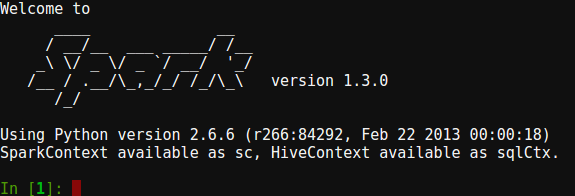 Welcome to
Spark version 1.3.0
Using Python version 2.6.6 (r266:84292, Feb 22 2013 00:00:18)
SparkContext available as sc, HiveContext available as sqlCtx.
In [1]: